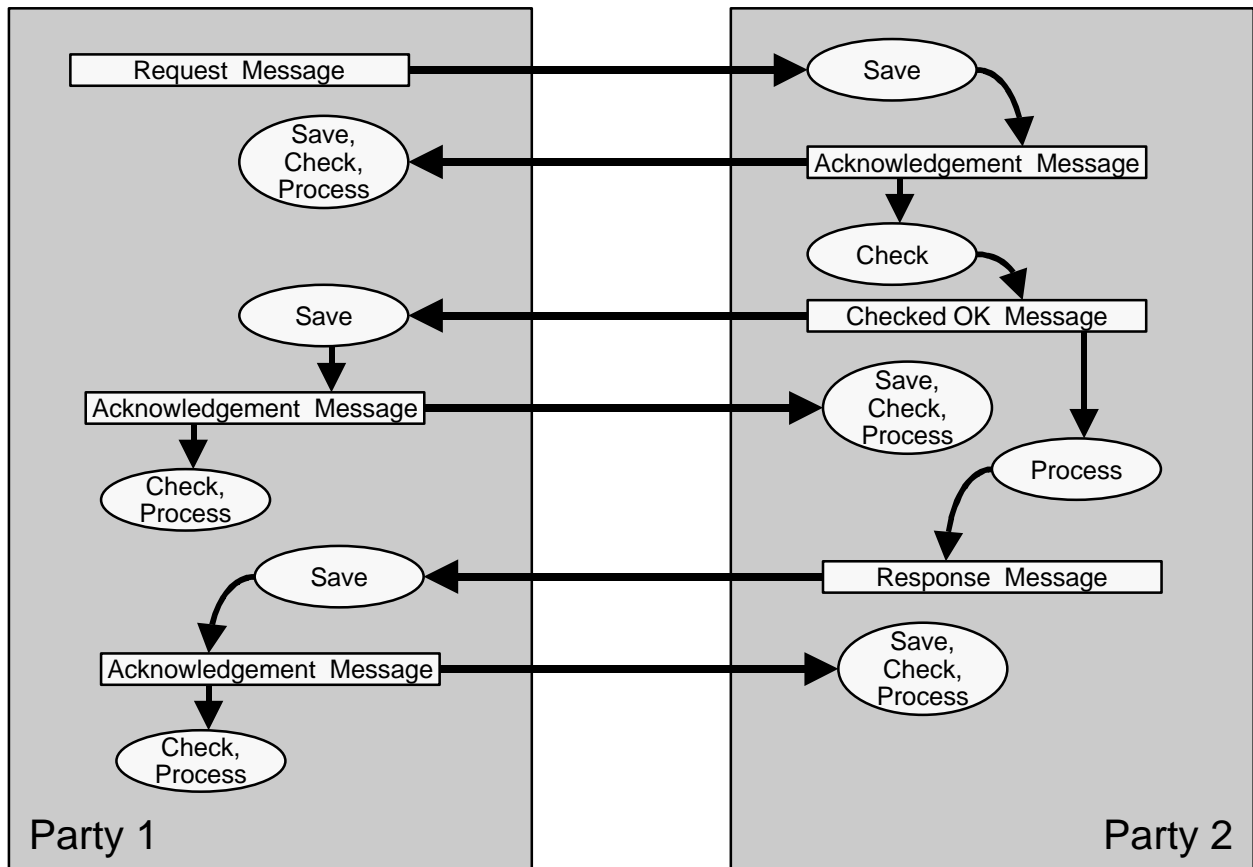 Request Message
Save
Save,
Check,
Process
Acknowledgement Message
Check
Save
Checked OK Message
Acknowledgement Message
Save,
Check,
Process
Check,
Process
Process
Save
Response Message
Acknowledgement Message
Save,
Check,
Process
Check,
Process
Party 1
Party 2